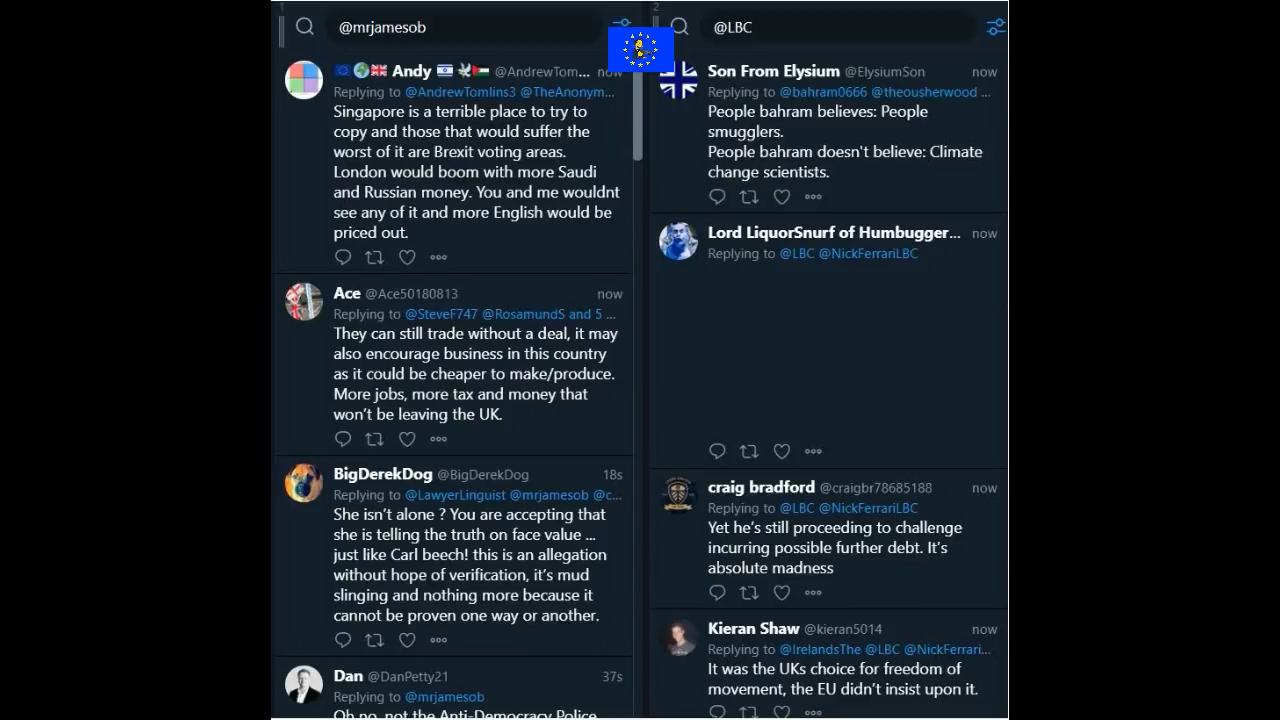 1
@mrjamesob
Andy @AndrewTom... now
Replying to @AndrewTomlins3 @TheAnonym...
Singapore is a terrible place to try to
copy and those that would suffer the
worst of it are Brexit voting areas.
London would boom with more Saudi
and Russian money. You and me wouldnt
see any of it and more English would be
priced out.
Ace @Ace50180813 now
Replying to @SteveF747 @RosamundS and 5 ...
They can still trade without a deal, it may
also encourage business in this country
as it could be cheaper to make/produce.
More jobs, more tax and money that
won't be leaving the UK.
BigDerekDog @BigDerekDog 18s
Replying to @LawyerLinguist @mrjamesob @c...
She isn't alone ? You are accepting that
she is telling the truth on face value ...
just like Carl beech! this is an allegation
without hope of verification, it's mud
slinging and nothing more because it
cannot be proven one way or another.
Dan @DanPetty21 37s
Replying to @mrjamesob
Oh no, not the Anti-Democracy Police
2
@LBC
Son From Elysium @ElysiumSon now
Replying to @bahram0666 @theousherwood ...
People bahram believes: People
smugglers.
People bahram doesn't believe: Climate
change scientists.
Lord LiquorSnurf of Humbugger... now
Replying to @LBC @NickFerrariLBC
craig bradford @craigbr78685188 now
Replying to @LBC @NickFerrariLBC
Yet he's still proceeding to challenge
incurring possible further debt. It's
absolute madness
Kieran Shaw @kieran5014 now
Replying to @IrelandsThe @LBC @NickFerrari...
It was the UKs choice for freedom of
movement, the EU didn't insist upon it.